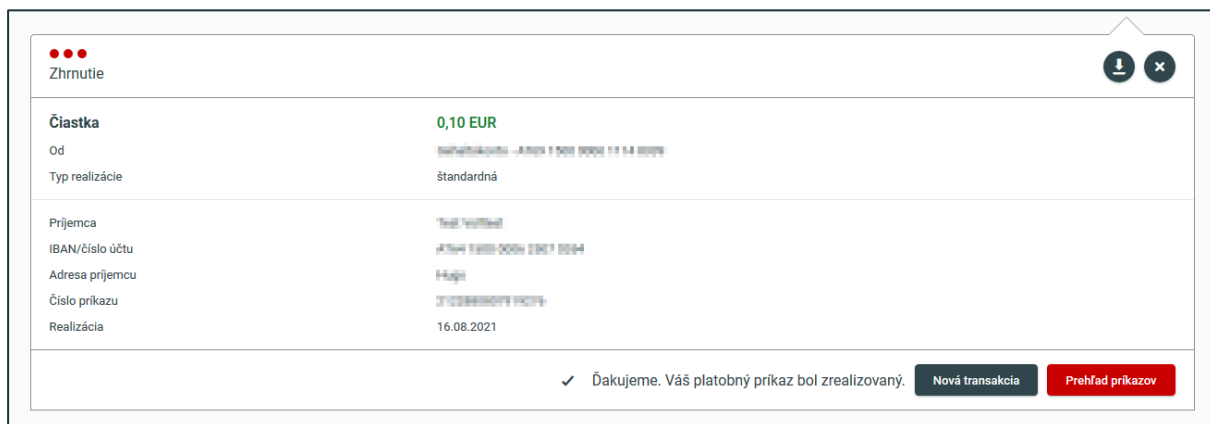 Zhrnutie
Čiastka 0,10 EUR
Od
Typ realizácie štandardná
Príjemca
IBAN/číslo účtu
Adresa príjemcu
Číslo príkazu
Realizácia 16.08.2021
Ďakujeme. Váš platobný príkaz bol zrealizovaný. Nová transakcia Prehľad príkazov